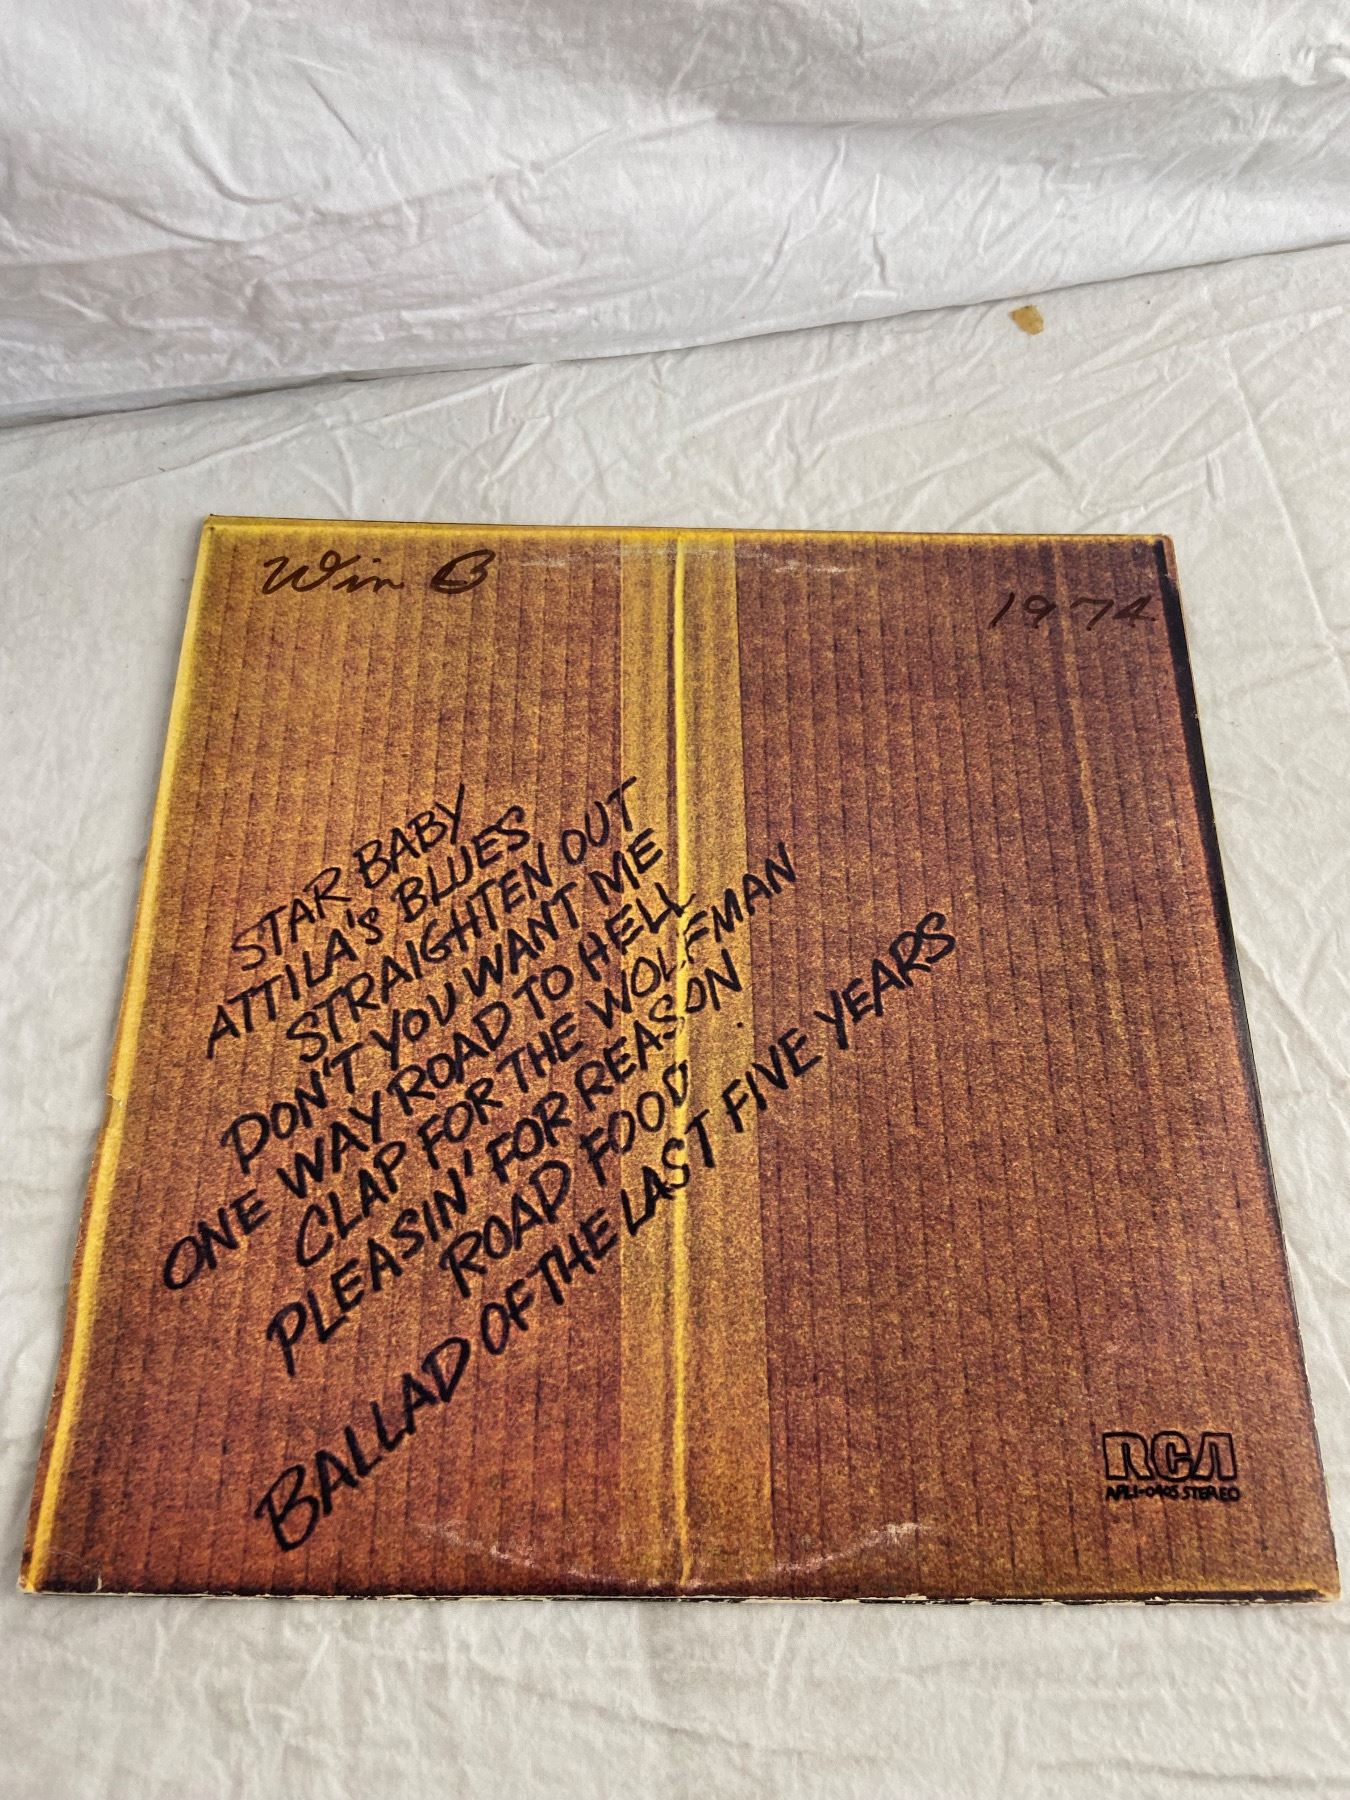 Win B
1974
STAR BABY
ATTILA'S BLUES
STRAIGHTEN OUT
DON'T YOU WANT ME
ONE WAY ROAD TO HELL
CLAP FOR THE WOLFMAN
PLEASIN' FOR REASON
ROAD FOOD
BALLAD OF THE LAST FIVE YEARS
RCA
APL1-0405 STEREO